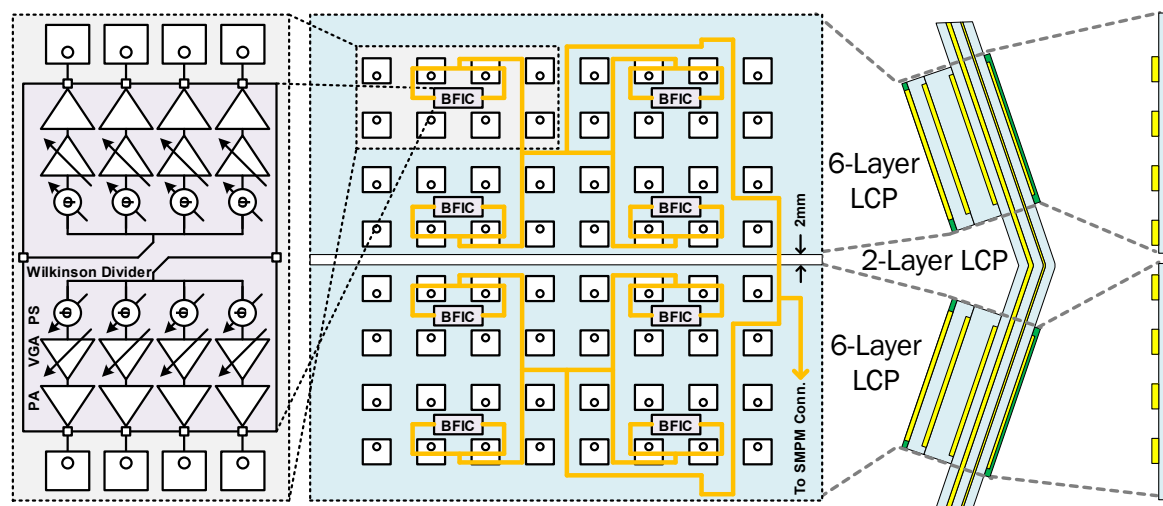 BFIC
BFIC
BFIC
BFIC
2mm
Wilkinson Divider
PS
VGA
PA
BFIC
BFIC
BFIC
BFIC
To SMPM Conn.
6-Layer
LCP
2-Layer LCP
6-Layer
LCP